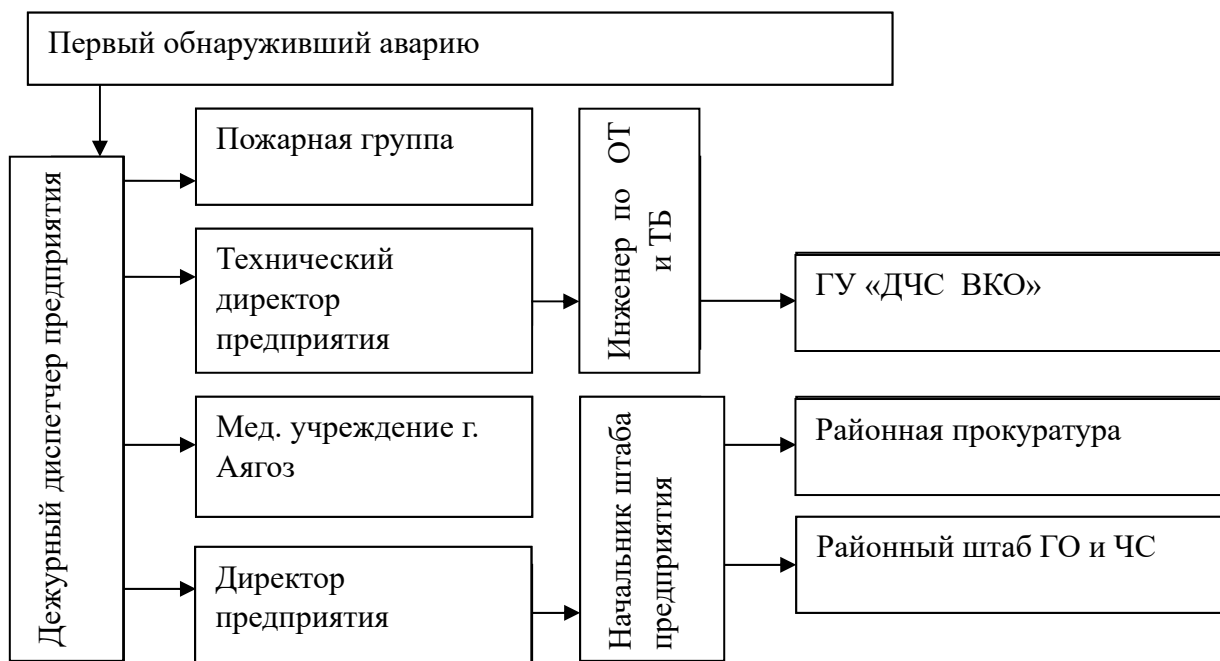 Первый обнаруживший аварию
Дежурный диспетчер предприятия
Пожарная группа
Технический
директор
предприятия
Мед. учреждение г.
Аягоз
Директор
предприятия
Инженер по ОТ
и ТБ
Начальник штаба
предприятия
ГУ «ДЧС ВКО»
Районная прокуратура
Районный штаб ГО и ЧС